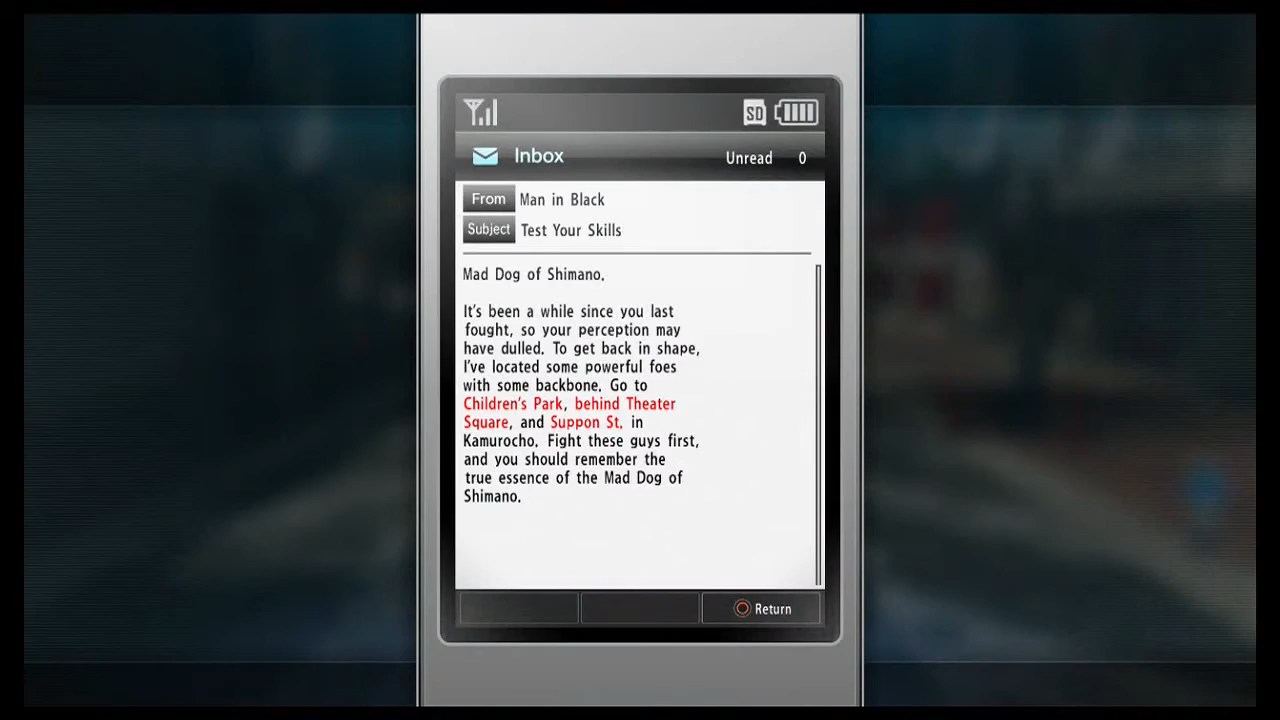 SD
Inbox Unread 0
From Man in Black
Subject Test Your Skills
Mad Dog of Shimano.
It's been a while since you last
fought, so your perception may
have dulled. To get back in shape,
I've located some powerful foes
with some backbone. Go to
Children's Park, behind Theater
Square, and Suppon St. in
Kamurocho. Fight these guys first,
and you should remember the
true essence of the Mad Dog of
Shimano.
Return